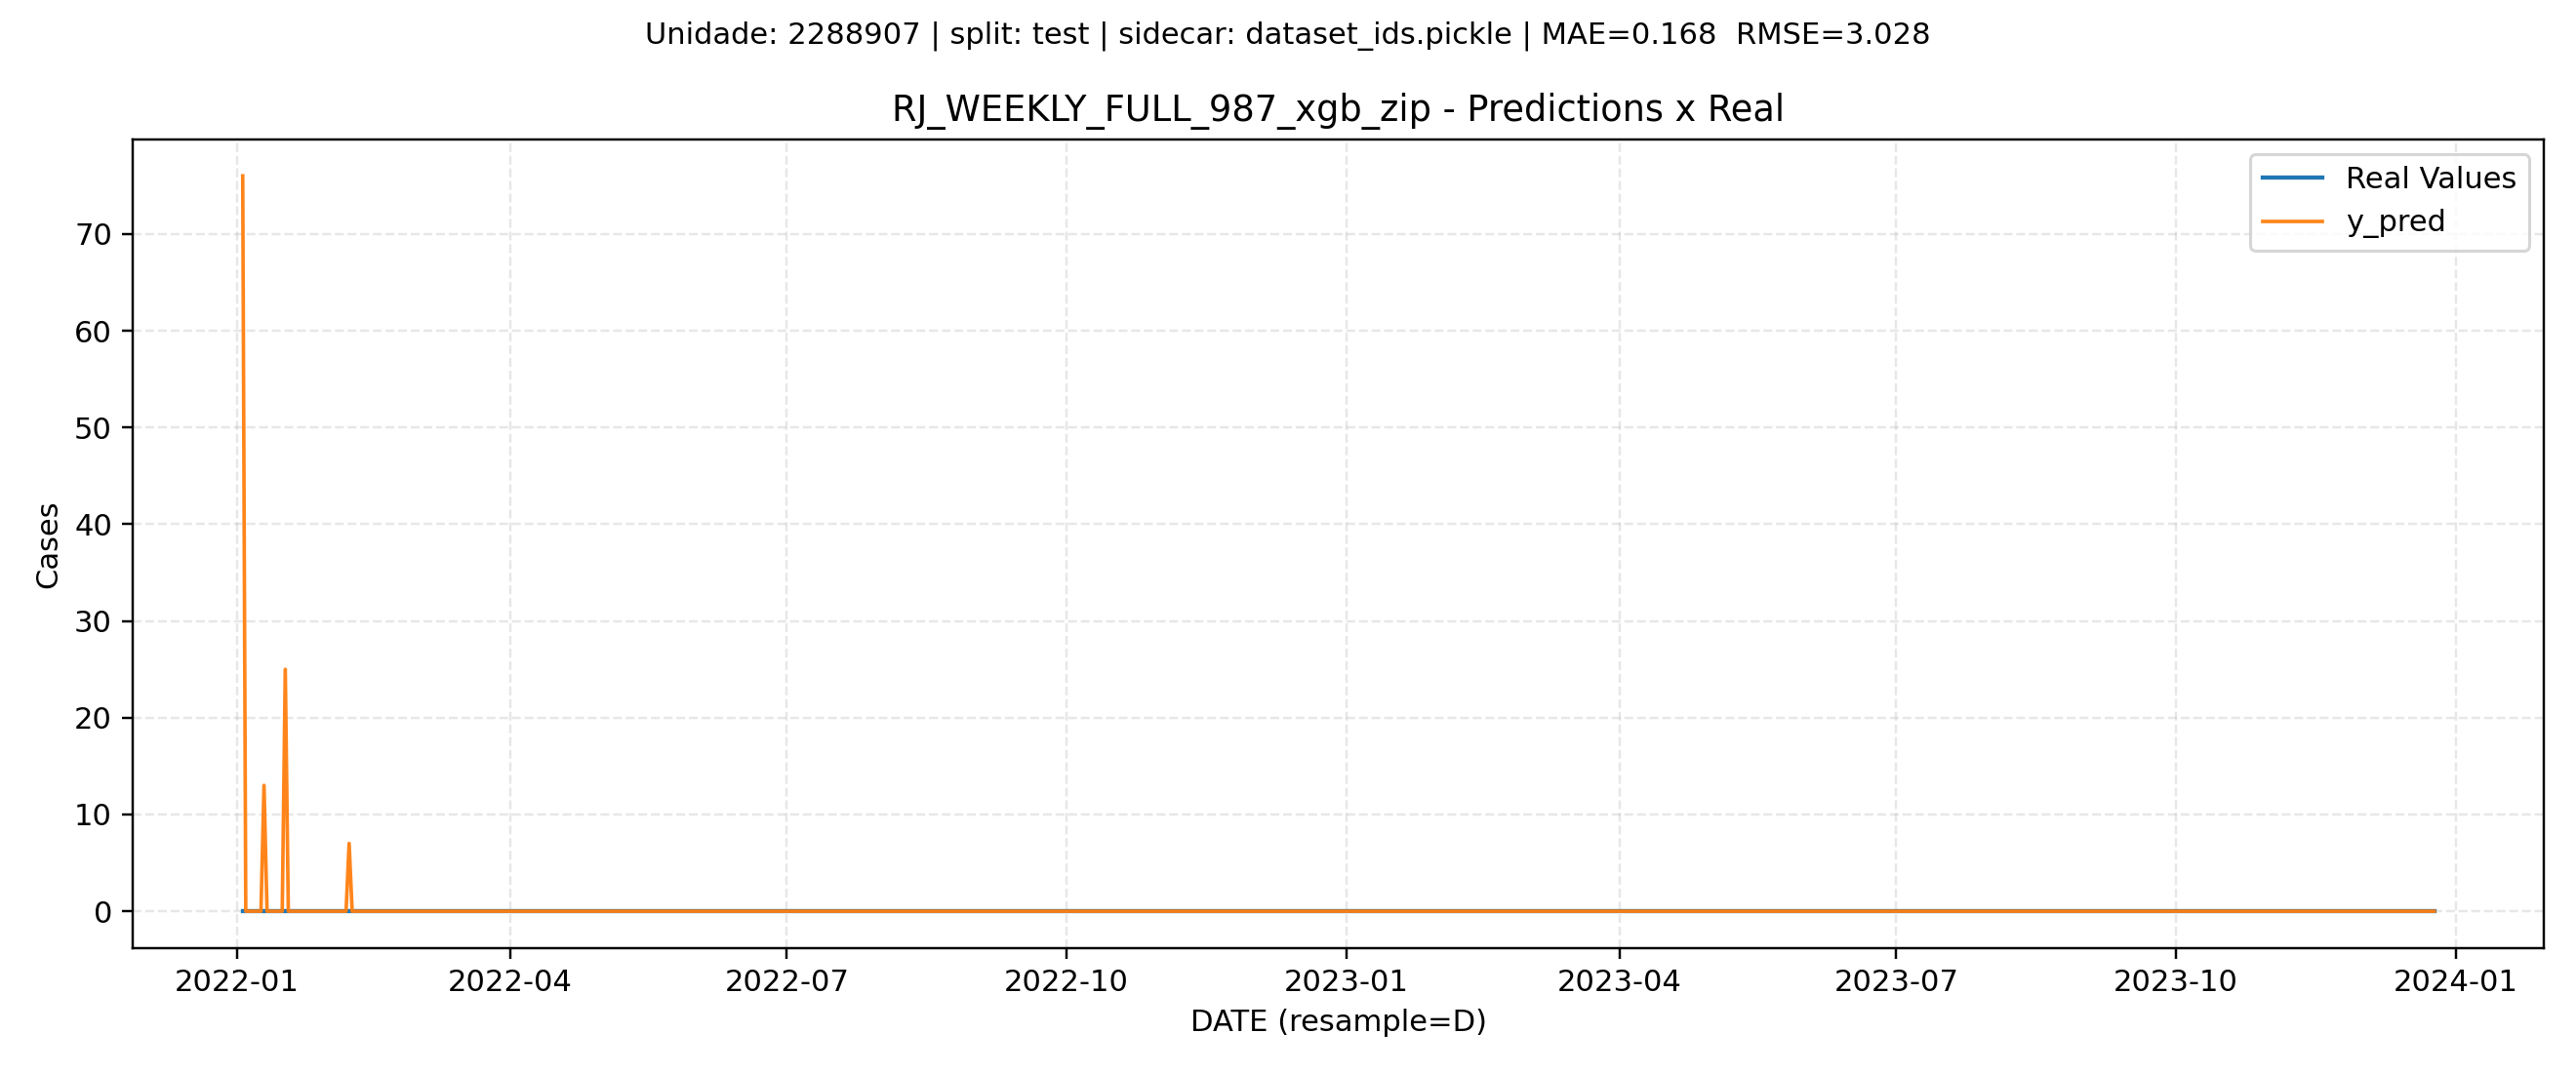 Unidade: 2288907 | split: test | sidecar: dataset_ids.pickle | MAE=0.168  RMSE=3.028
RJ_WEEKLY_FULL_987_xgb_zip - Predictions x Real
Real Values
y_pred
Cases
70
60
50
40
30
20
10
0
2022-01
2022-04
2022-07
2022-10
2023-01
2023-04
2023-07
2023-10
2024-01
DATE (resample=D)